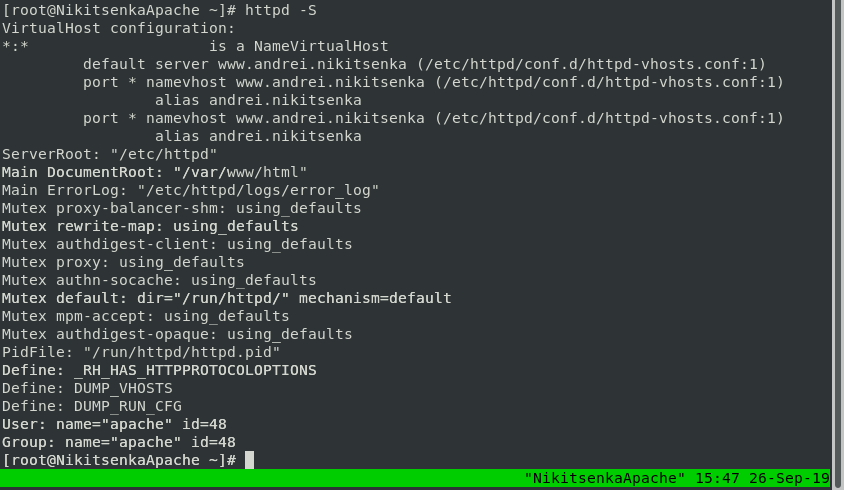 [root@NikitsenkaApache ~]# httpd -S
VirtualHost configuration:
*:*                    is a NameVirtualHost
         default server www.andrei.nikitsenka (/etc/httpd/conf.d/httpd-vhosts.conf:1)
         port * namevhost www.andrei.nikitsenka (/etc/httpd/conf.d/httpd-vhosts.conf:1)
                 alias andrei.nikitsenka
         port * namevhost www.andrei.nikitsenka (/etc/httpd/conf.d/httpd-vhosts.conf:1)
                 alias andrei.nikitsenka
ServerRoot: "/etc/httpd"
Main DocumentRoot: "/var/www/html"
Main ErrorLog: "/etc/httpd/logs/error_log"
Mutex proxy-balancer-shm: using_defaults
Mutex rewrite-map: using_defaults
Mutex authdigest-client: using_defaults
Mutex proxy: using_defaults
Mutex authn-socache: using_defaults
Mutex default: dir="/run/httpd/" mechanism=default
Mutex mpm-accept: using_defaults
Mutex authdigest-opaque: using_defaults
PidFile: "/run/httpd/httpd.pid"
Define: _RH_HAS_HTTPPROTOCOLOPTIONS
Define: DUMP_VHOSTS
Define: DUMP_RUN_CFG
User: name="apache" id=48
Group: name="apache" id=48
[root@NikitsenkaApache ~]#
"NikitsenkaApache" 15:47 26-Sep-19